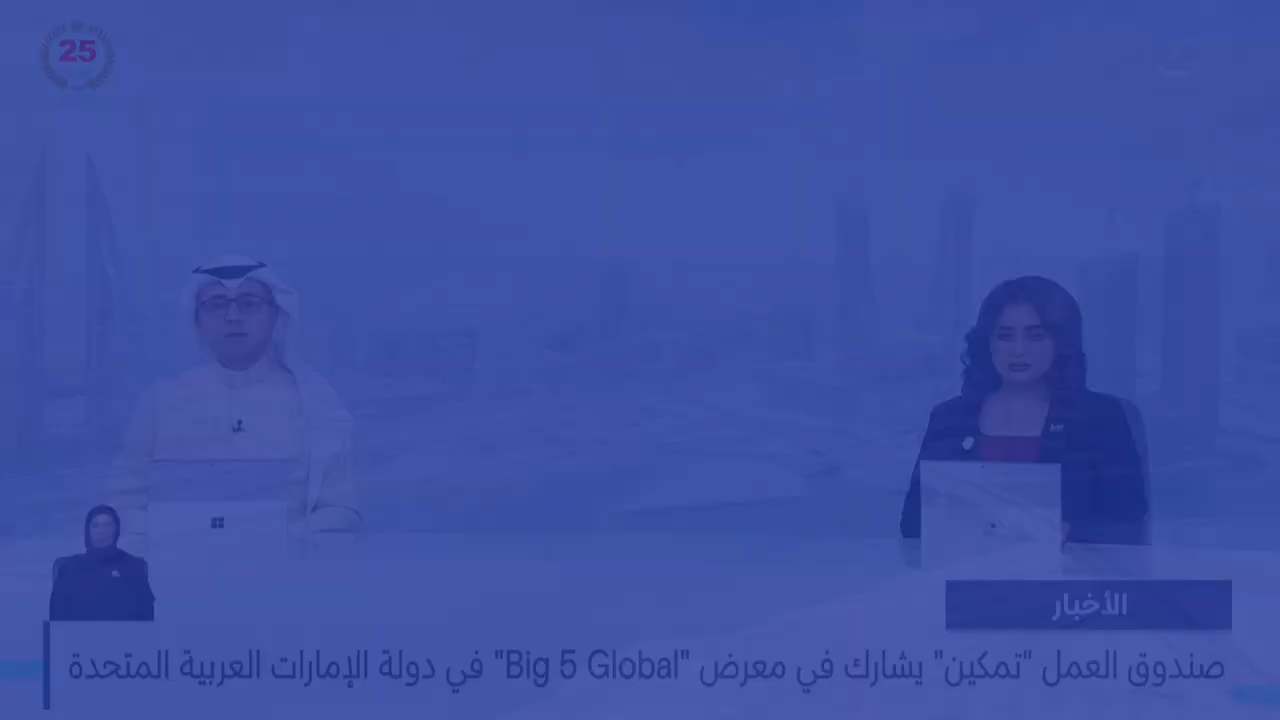 25
الأخبار
صندوق العمل "تمكين" يشارك في معرض "Big 5 Global" في دولة الإمارات العربية المتحدة